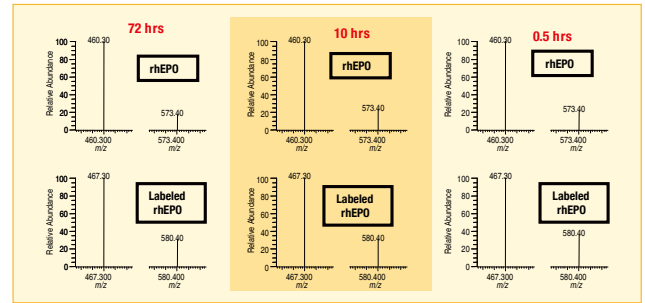 72 hrs
10 hrs
0.5 hrs
Relative Abundance
100
80
60
40
20
0
460.30
rhEPO
573.40
460.300
m/z
573.400
m/z
Relative Abundance
100
80
60
40
20
0
460.30
rhEPO
573.40
460.300
m/z
573.400
m/z
Relative Abundance
100
80
60
40
20
0
460.30
rhEPO
573.40
460.300
m/z
573.400
m/z
Relative Abundance
100
80
60
40
20
0
467.30
Labeled
rhEPO
580.40
467.300
m/z
580.400
m/z
Relative Abundance
100
80
60
40
20
0
467.30
Labeled
rhEPO
580.40
467.300
m/z
580.400
m/z
Relative Abundance
100
80
60
40
20
0
467.30
Labeled
rhEPO
580.40
467.300
m/z
580.400
m/z